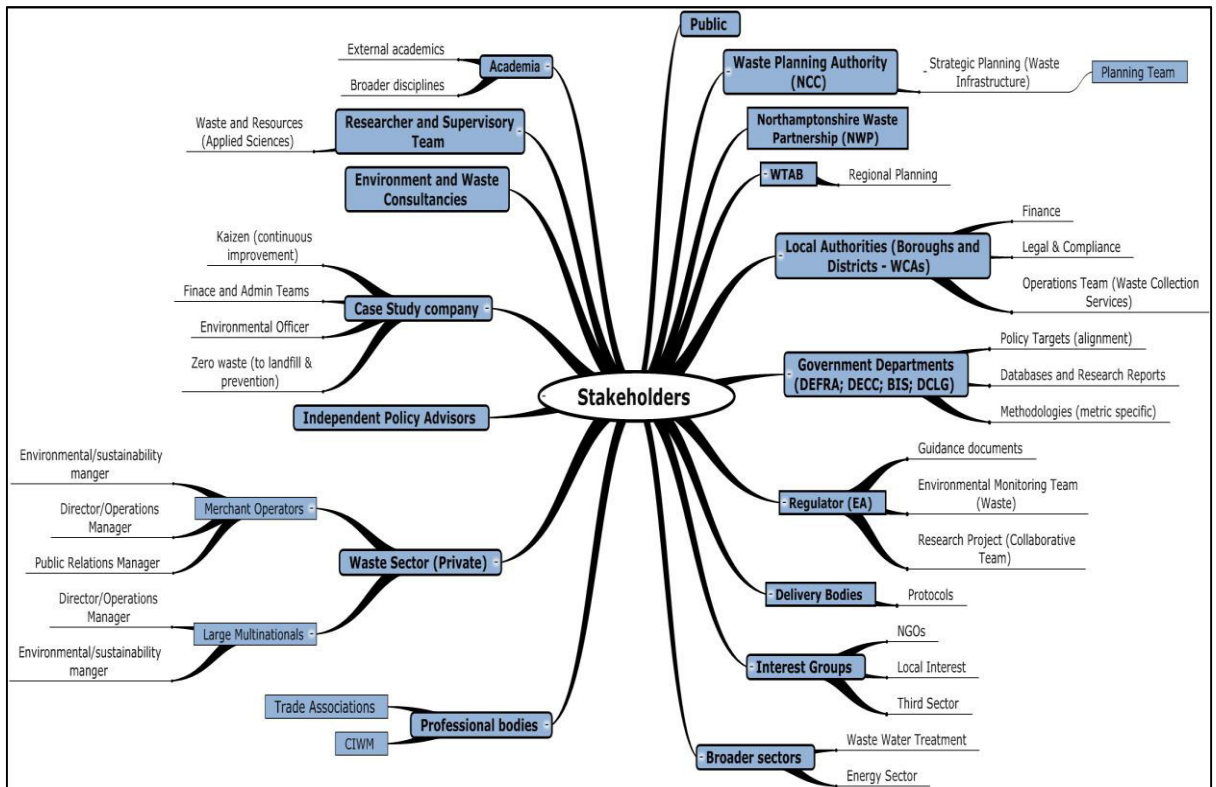 Public
Waste Planning Authority
(NCC)
Strategic Planning (Waste
Infrastructure)
Planning Team
Northamptonshire Waste
Partnership (NWP)
WTAB
Regional Planning
Local Authorities (Boroughs and
Districts - WCAs)
Finance
Legal & Compliance
Operations Team (Waste Collection
Services)
Government Departments
(DEFRA; DECC; BIS; DCLG)
Policy Targets (alignment)
Databases and Research Reports
Methodologies (metric specific)
Regulator (EA)
Guidance documents
Environmental Monitoring Team
(Waste)
Research Project (Collaborative
Team)
Delivery Bodies
Protocols
Interest Groups
NGOs
Local Interest
Third Sector
Broader sectors
Waste Water Treatment
Energy Sector
Stakeholders
Academia
External academics
Broader disciplines
Researcher and Supervisory
Team
Waste and Resources
(Applied Sciences)
Environment and Waste
Consultancies
Case Study company
Kaizen (continuous
improvement)
Finace and Admin Teams
Environmental Officer
Zero waste (to landfill &
prevention)
Independent Policy Advisors
Waste Sector (Private)
Merchant Operators
Environmental/sustainability
manger
Director/Operations
Manager
Public Relations Manager
Large Multinationals
Director/Operations
Manager
Environmental/sustainability
manger
Professional bodies
Trade Associations
CIWM